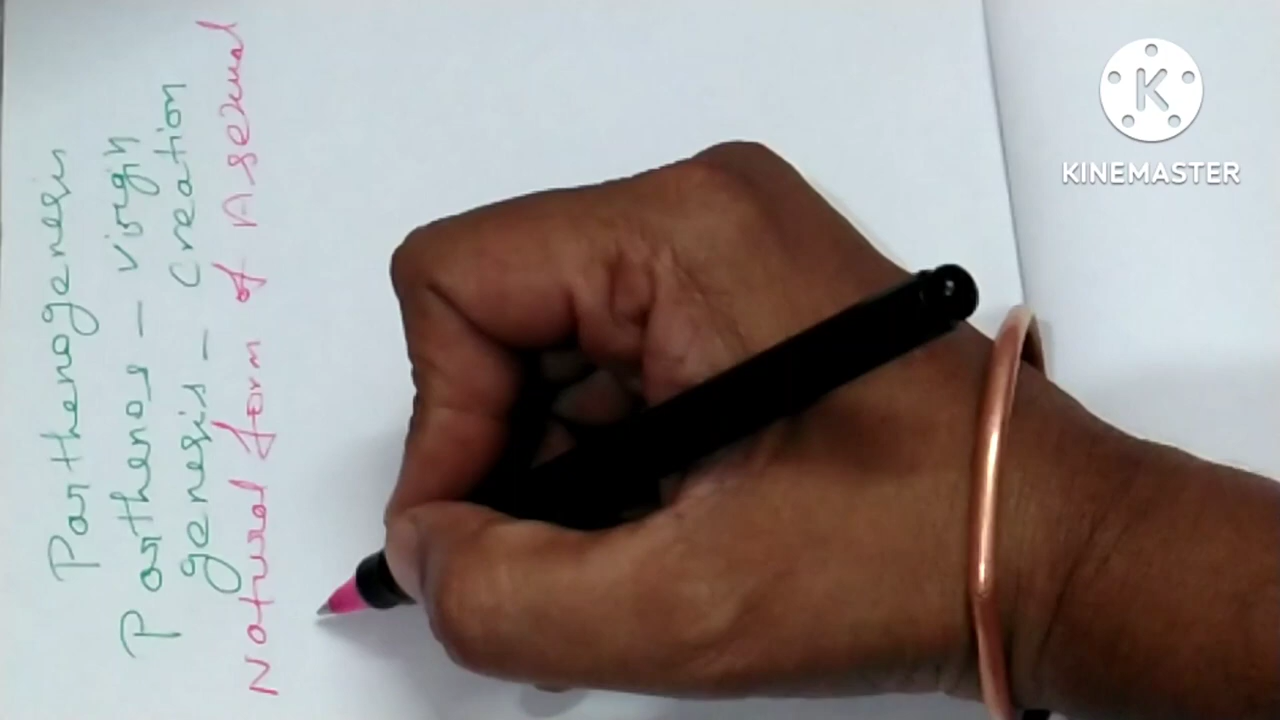 Parthenogenesis
Parthenos - virgin
genesis - creation
Natural form of Asexual
KINEMASTER